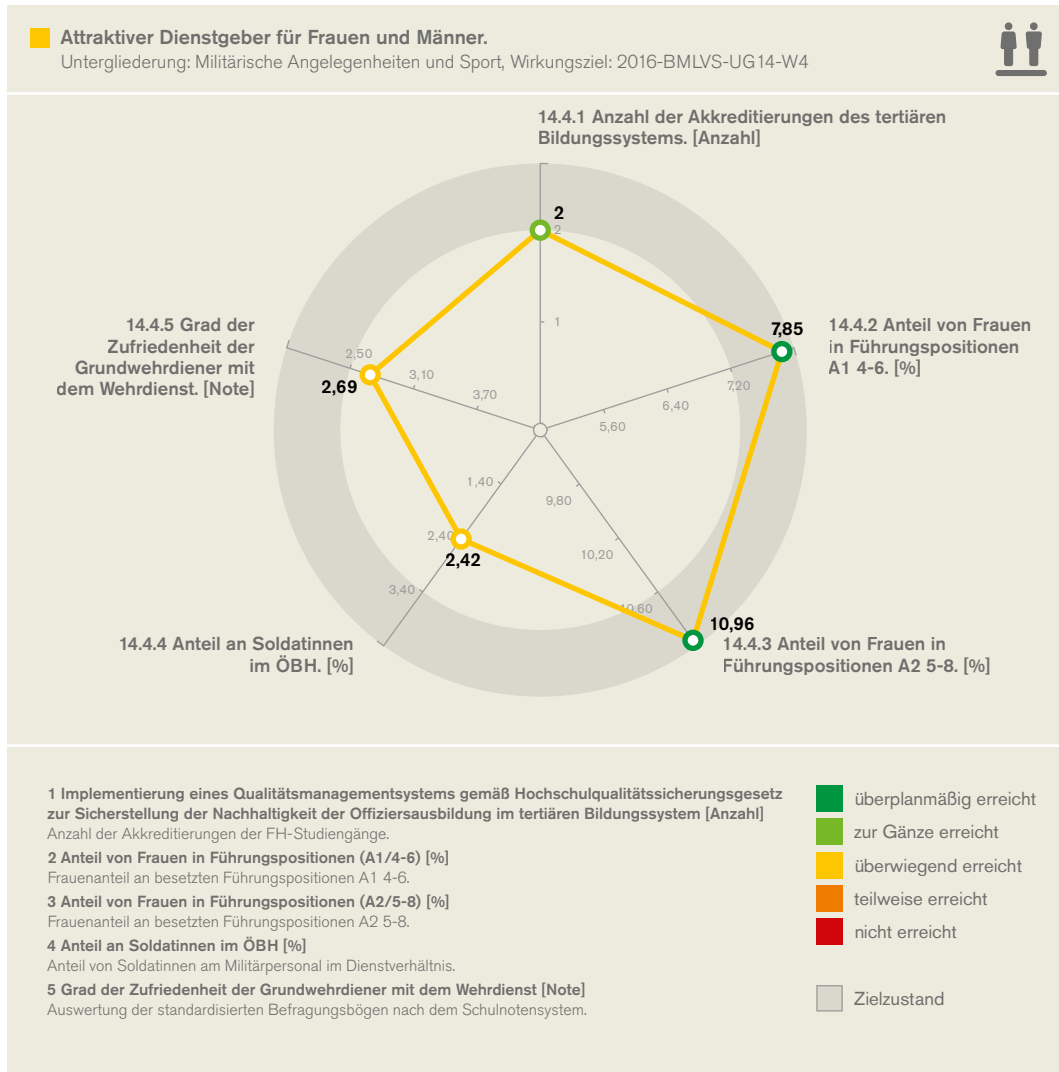 Attraktiver Dienstgeber für Frauen und Männer.
Untergliederung: Militärische Angelegenheiten und Sport, Wirkungsziel: 2016-BMLVS-UG14-W4
14.4.1 Anzahl der Akkreditierungen des tertiären
Bildungssystems. [Anzahl]
2
2
1
14.4.2 Anteil von Frauen
in Führungspositionen
A1 4-6. [%]
7,85
7,20
6,40
5,60
14.4.3 Anteil von Frauen in
Führungspositionen A2 5-8. [%]
10,96
10,60
10,20
9,80
14.4.4 Anteil an Soldatinnen
im ÖBH. [%]
1,40
2,40
2,42
3,40
14.4.5 Grad der
Zufriedenheit der
Grundwehrdiener mit
dem Wehrdienst. [Note]
2,50
2,69
3,10
3,70
1 Implementierung eines Qualitätsmanagementsystems gemäß Hochschulqualitätssicherungsgesetz
zur Sicherstellung der Nachhaltigkeit der Offiziersausbildung im tertiären Bildungssystem [Anzahl]
Anzahl der Akkreditierungen der FH-Studiengänge.
2 Anteil von Frauen in Führungspositionen (A1/4-6) [%]
Frauenanteil an besetzten Führungspositionen A1 4-6.
3 Anteil von Frauen in Führungspositionen (A2/5-8) [%]
Frauenanteil an besetzten Führungspositionen A2 5-8.
4 Anteil an Soldatinnen im ÖBH [%]
Anteil von Soldatinnen am Militärpersonal im Dienstverhältnis.
5 Grad der Zufriedenheit der Grundwehrdiener mit dem Wehrdienst [Note]
Auswertung der standardisierten Befragungsbögen nach dem Schulnotensystem.
überplanmäßig erreicht
zur Gänze erreicht
überwiegend erreicht
teilweise erreicht
nicht erreicht
Zielzustand